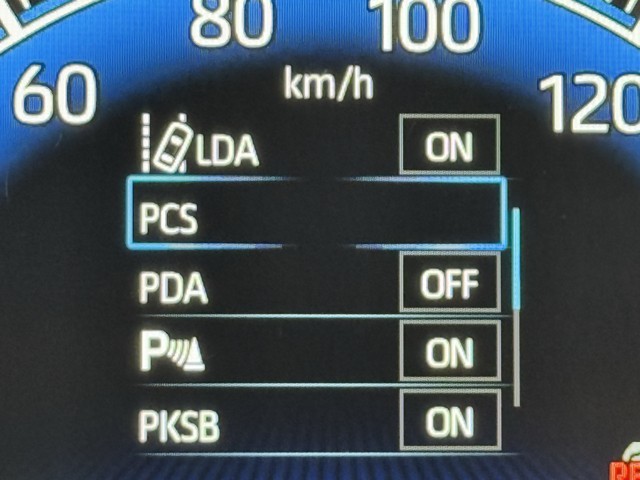 80 100
60 km/h 120
LDA ON
PCS
PDA OFF
P ON
PKSB ON